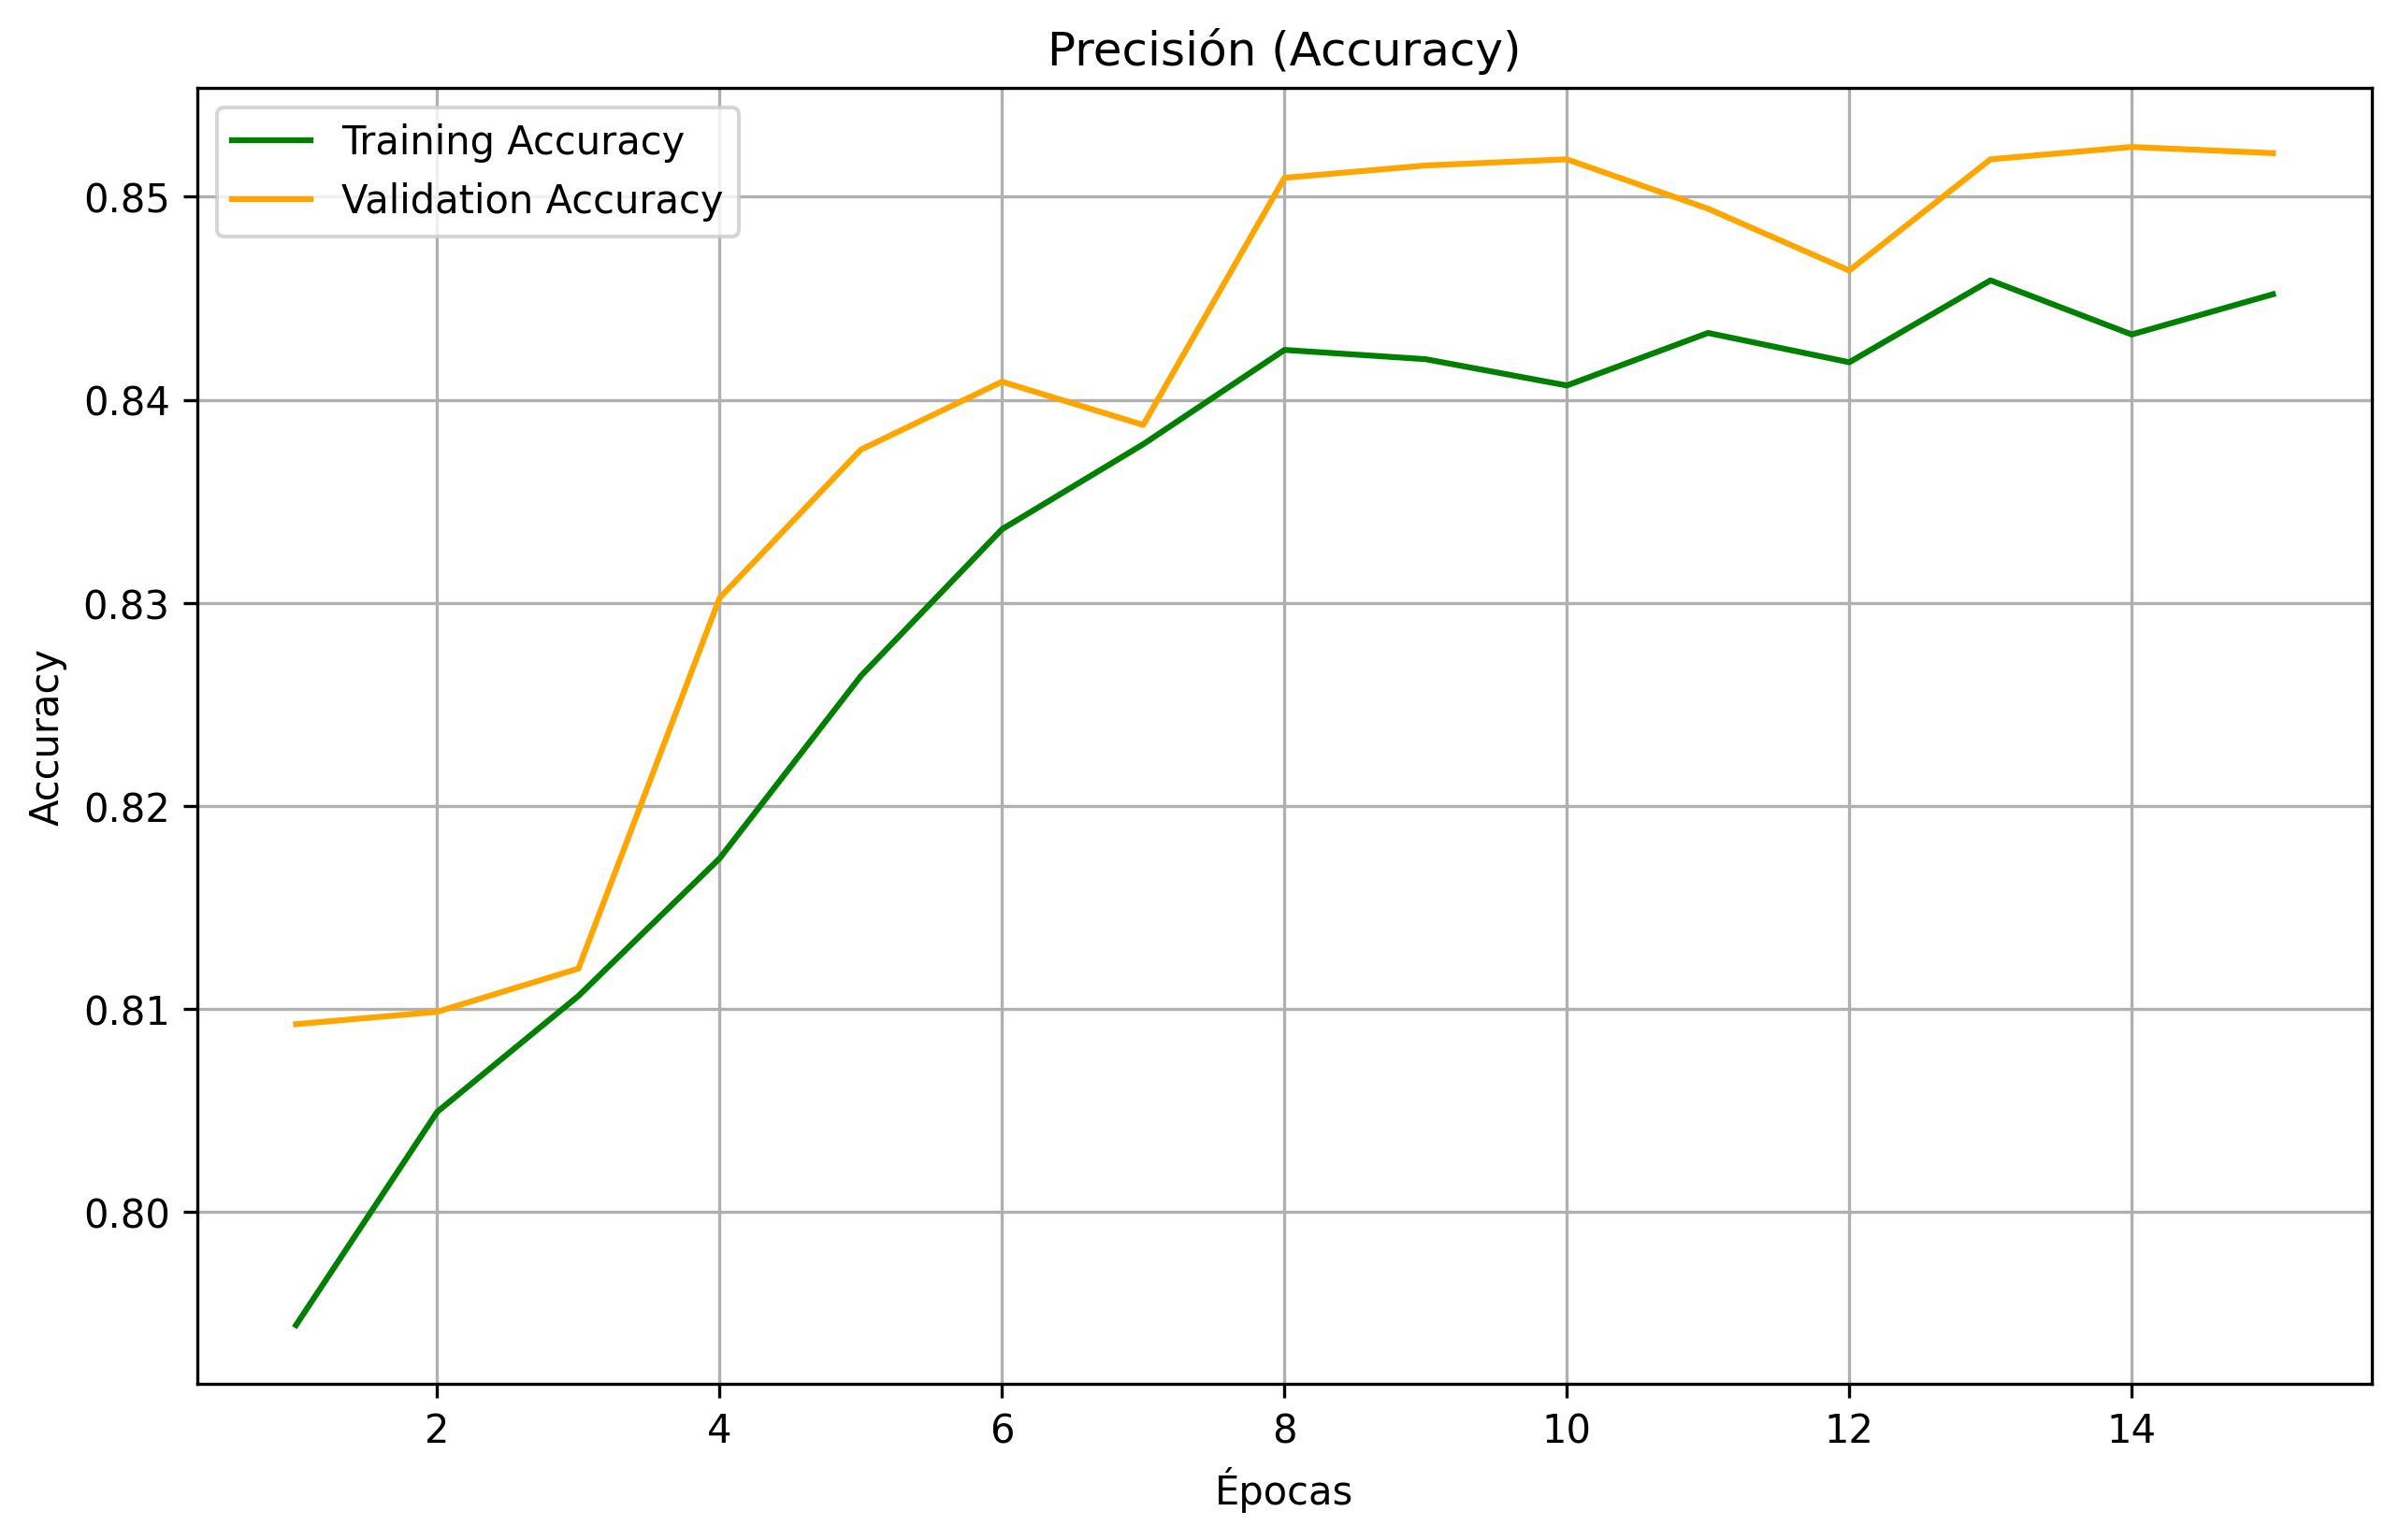 Precisión (Accuracy)
Training Accuracy
Validation Accuracy
0.85
0.84
0.83
0.82
0.81
0.80
Accuracy
2 4 6 8 10 12 14
Épocas